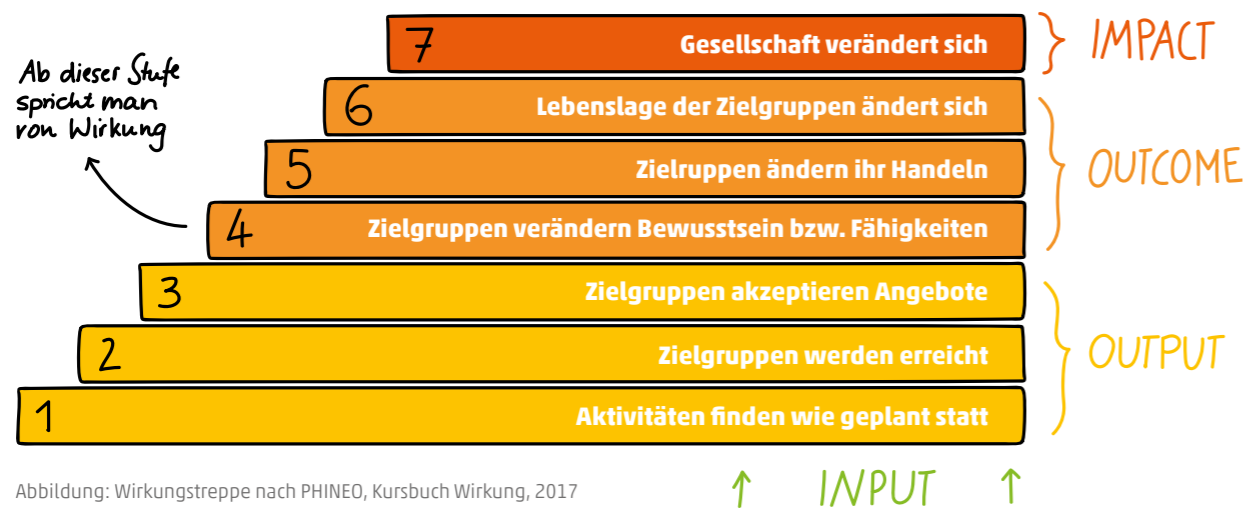 7 Gesellschaft verändert sich
IMPACT
Ab dieser Stufe
spricht man
von Wirkung
6 Lebenslage der Zielgruppen ändert sich
5 Zielruppen ändern ihr Handeln
OUTCOME
4 Zielgruppen verändern Bewusstsein bzw. Fähigkeiten
3 Zielgruppen akzeptieren Angebote
2 Zielgruppen werden erreicht
OUTPUT
1 Aktivitäten finden wie geplant statt
↑ INPUT ↑
Abbildung: Wirkungstreppe nach PHINEO, Kursbuch Wirkung, 2017